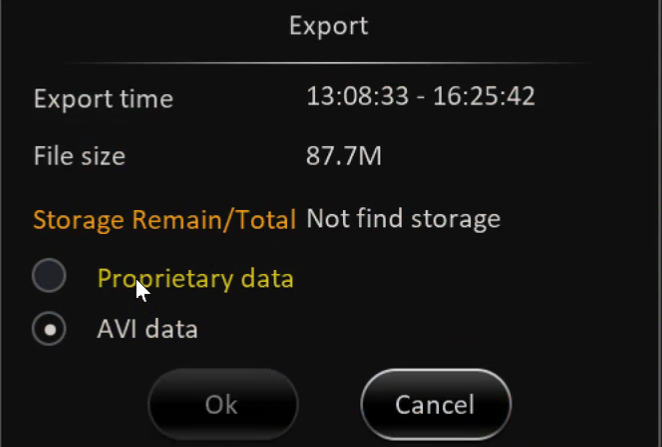 Export
Export time 13:08:33 - 16:25:42
File size 87.7M
Storage Remain/Total Not find storage
Proprietary data
AVI data
Ok Cancel